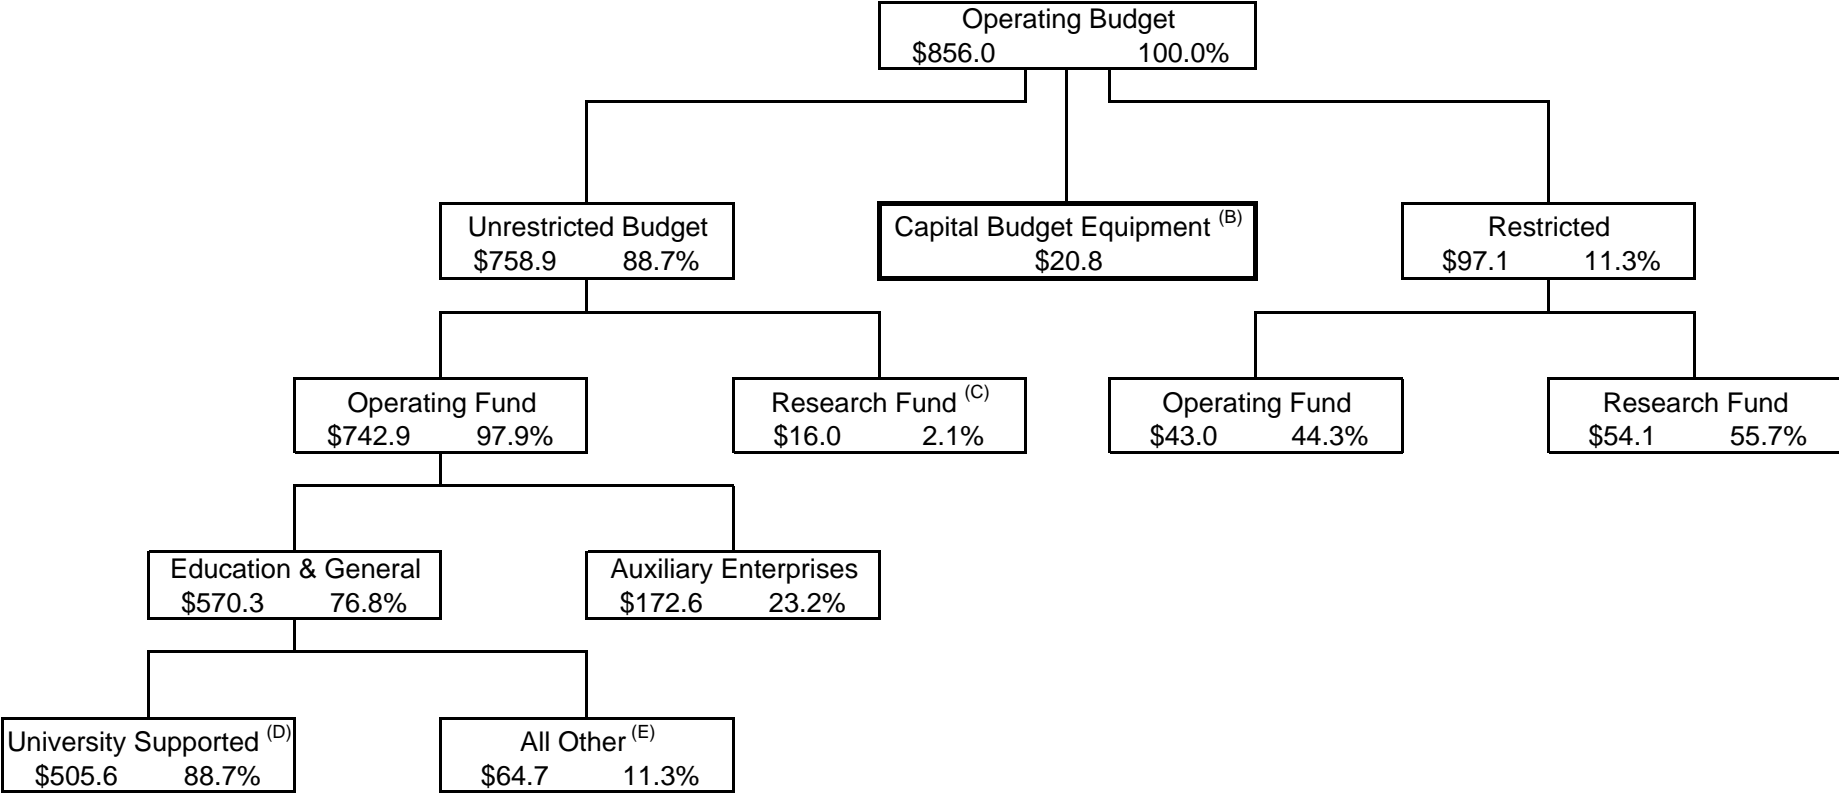 Operating Budget
$856.0 100.0%
Unrestricted Budget
$758.9 88.7%
Capital Budget Equipment (B)
$20.8
Restricted
$97.1 11.3%
Operating Fund
$742.9 97.9%
Research Fund (C)
$16.0 2.1%
Operating Fund
$43.0 44.3%
Research Fund
$54.1 55.7%
Education & General
$570.3 76.8%
Auxiliary Enterprises
$172.6 23.2%
University Supported (D)
$505.6 88.7%
All Other (E)
$64.7 11.3%